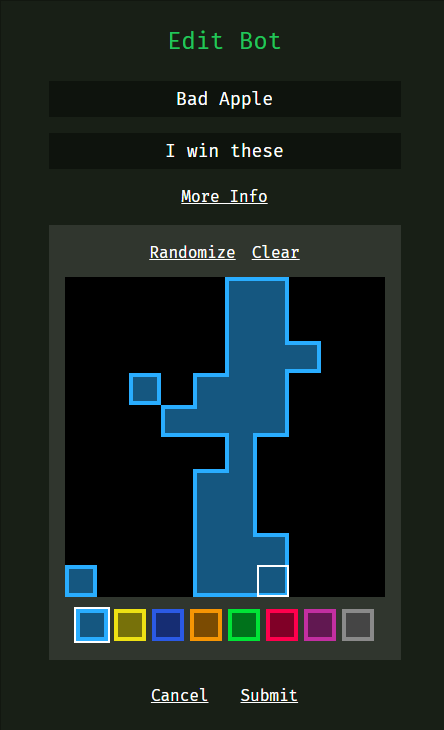 Edit Bot
Bad Apple
I win these
More Info
Randomize Clear
Cancel Submit